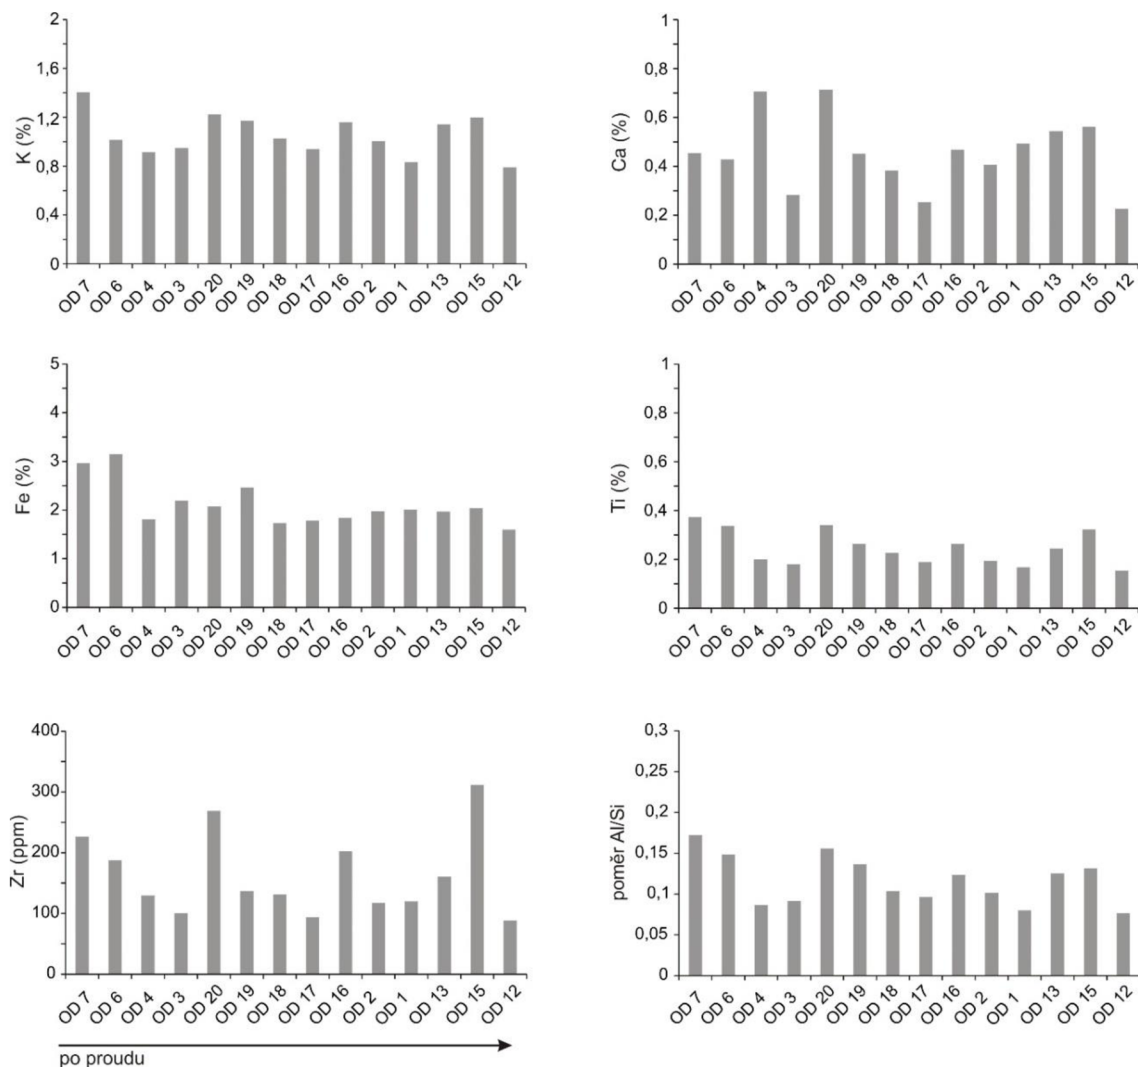 K (%)
2
1,6
1,2
0,8
0,4
0
OD 7 OD 6 OD 4 OD 3 OD 20 OD 19 OD 18 OD 17 OD 16 OD 2 OD 1 OD 13 OD 15 OD 12
Ca (%)
1
0,8
0,6
0,4
0,2
0
OD 7 OD 6 OD 4 OD 3 OD 20 OD 19 OD 18 OD 17 OD 16 OD 2 OD 1 OD 13 OD 15 OD 12
Fe (%)
5
4
3
2
1
0
OD 7 OD 6 OD 4 OD 3 OD 20 OD 19 OD 18 OD 17 OD 16 OD 2 OD 1 OD 13 OD 15 OD 12
Ti (%)
1
0,8
0,6
0,4
0,2
0
OD 7 OD 6 OD 4 OD 3 OD 20 OD 19 OD 18 OD 17 OD 16 OD 2 OD 1 OD 13 OD 15 OD 12
Zr (ppm)
400
300
200
100
0
OD 7 OD 6 OD 4 OD 3 OD 20 OD 19 OD 18 OD 17 OD 16 OD 2 OD 1 OD 13 OD 15 OD 12
po proudu
poměr Al/Si
0,3
0,25
0,2
0,15
0,1
0,05
0
OD 7 OD 6 OD 4 OD 3 OD 20 OD 19 OD 18 OD 17 OD 16 OD 2 OD 1 OD 13 OD 15 OD 12